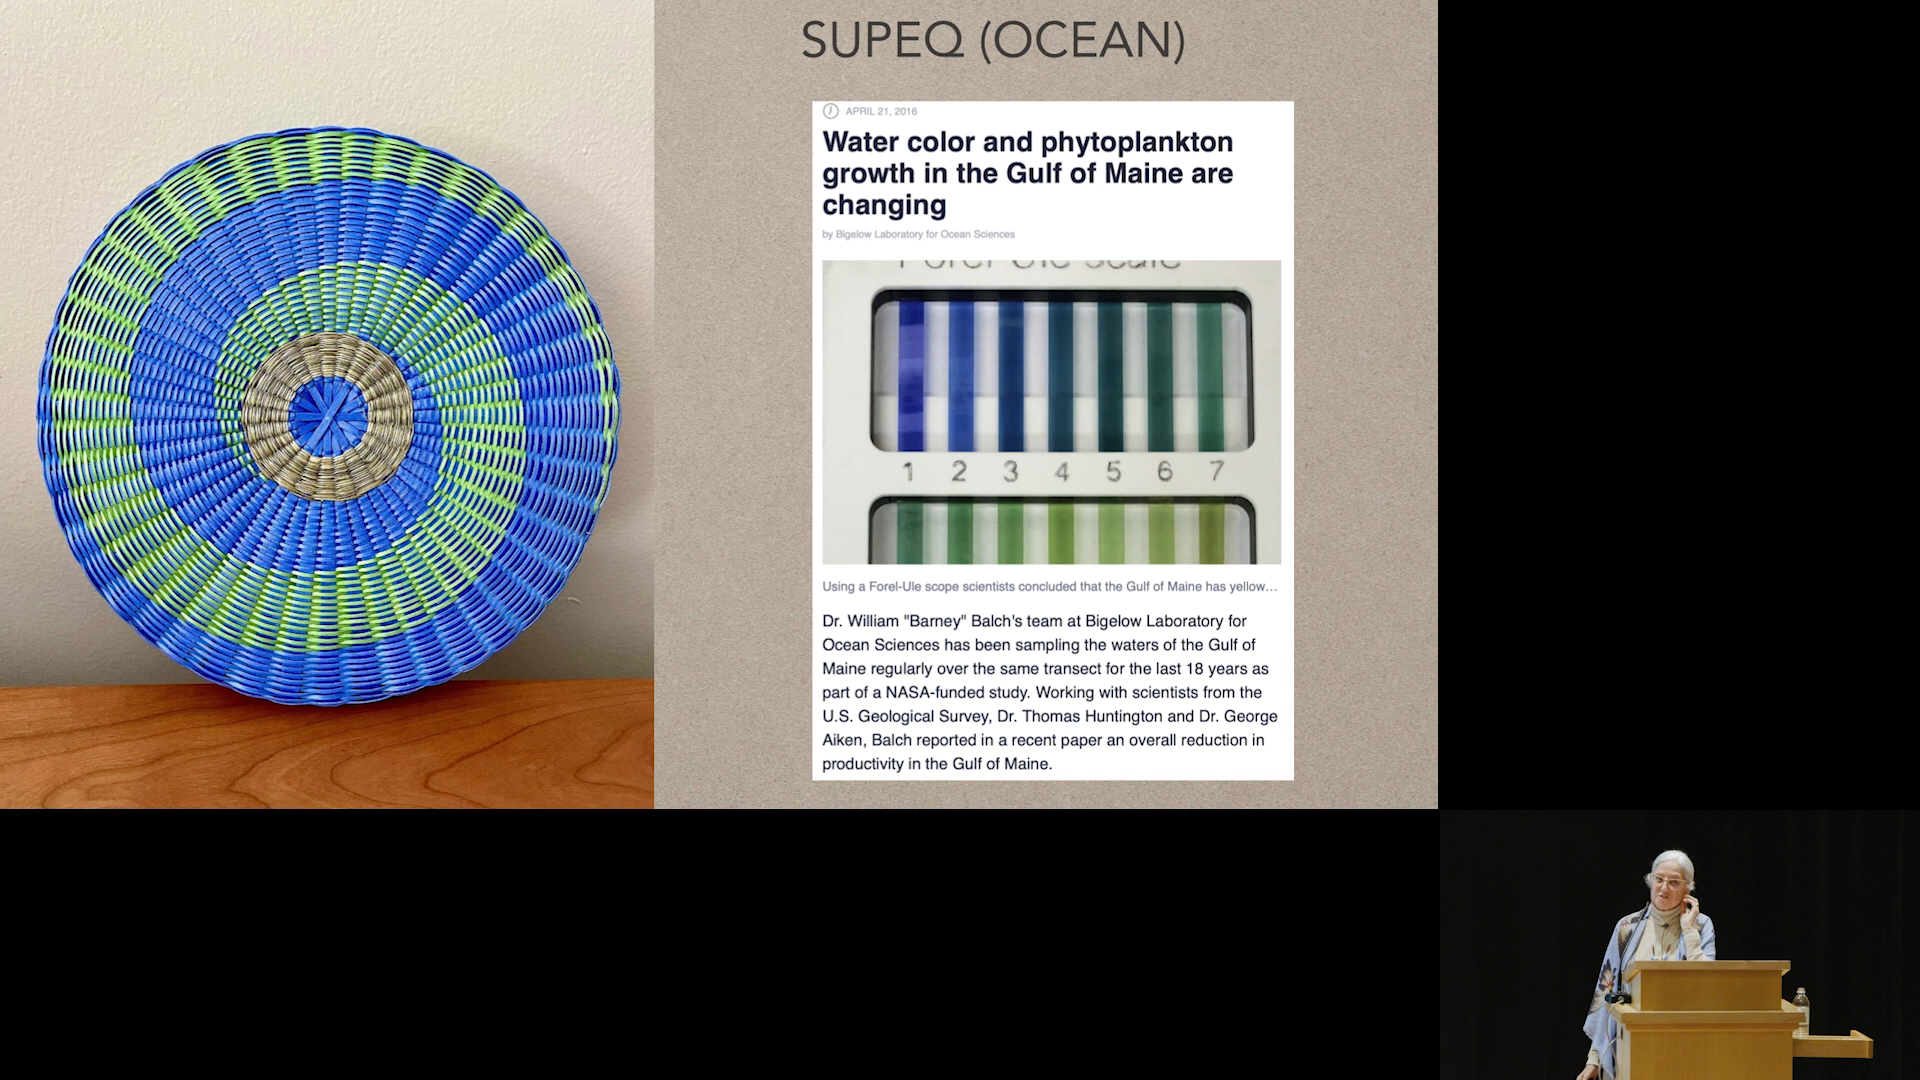 SUPEQ (OCEAN)
APRIL 21, 2016
Water color and phytoplankton
growth in the Gulf of Maine are
changing
by Bigelow Laboratory for Ocean Sciences
Forel-Ule Scale
1 2 3 4 5 6 7
Using a Forel-Ule scope scientists concluded that the Gulf of Maine has yellow...
Dr. William "Barney" Balch's team at Bigelow Laboratory for
Ocean Sciences has been sampling the waters of the Gulf of
Maine regularly over the same transect for the last 18 years as
part of a NASA-funded study. Working with scientists from the
U.S. Geological Survey, Dr. Thomas Huntington and Dr. George
Aiken, Balch reported in a recent paper an overall reduction in
productivity in the Gulf of Maine.